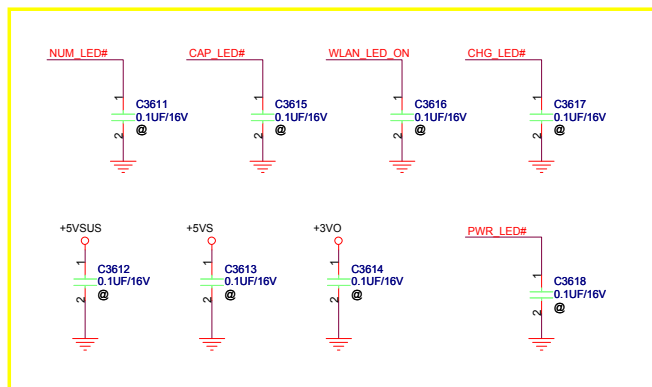 NUM_LED#
1
C3611
0.1UF/16V
2
@
CAP_LED#
1
C3615
0.1UF/16V
2
@
WLAN_LED_ON
1
C3616
0.1UF/16V
2
@
CHG_LED#
1
C3617
0.1UF/16V
2
@
+5VSUS
1
C3612
0.1UF/16V
2
@
+5VS
1
C3613
0.1UF/16V
2
@
+3VO
1
C3614
0.1UF/16V
2
@
PWR_LED#
1
C3618
0.1UF/16V
2
@